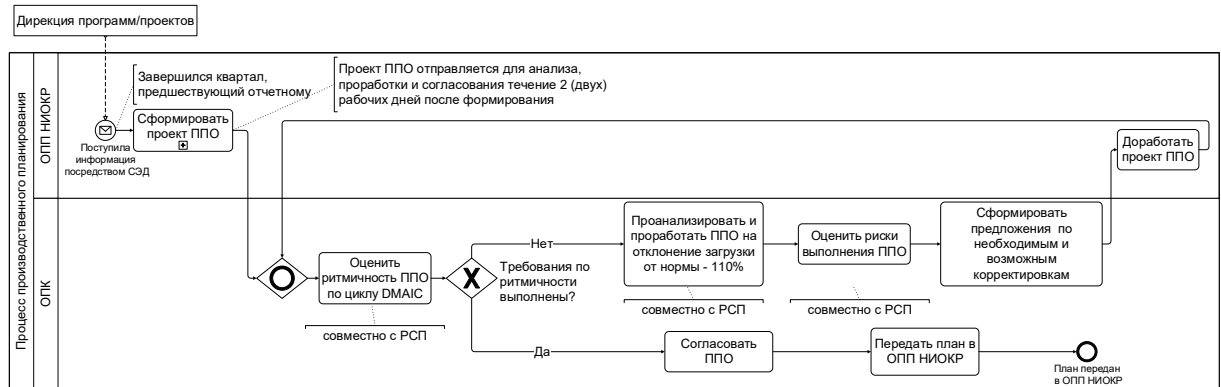 Дирекция программ/проектов
Процесс производственного планирования
ОПП НИОКР
Завершился квартал,
предшествующий отчетному
Проект ППО отправляется для анализа,
проработки и согласования течение 2 (двух)
рабочих дней после формирования
Поступила
информация
посредством СЭД
Сформировать
проект ППО
Доработать
проект ППО
ОПК
Оценить
ритмичность ППО
по циклу DMAIC
совместно с РСП
X
Нет
Требования по
ритмичности
выполнены?
Да
Проанализировать и
проработать ППО на
отклонение загрузки
от нормы - 110%
совместно с РСП
Оценить риски
выполнения ППО
совместно с РСП
Сформировать
предложения по
необходимым и
возможным
корректировкам
Согласовать
ППО
Передать план в
ОПП НИОКР
План передан
в ОПП НИОКР